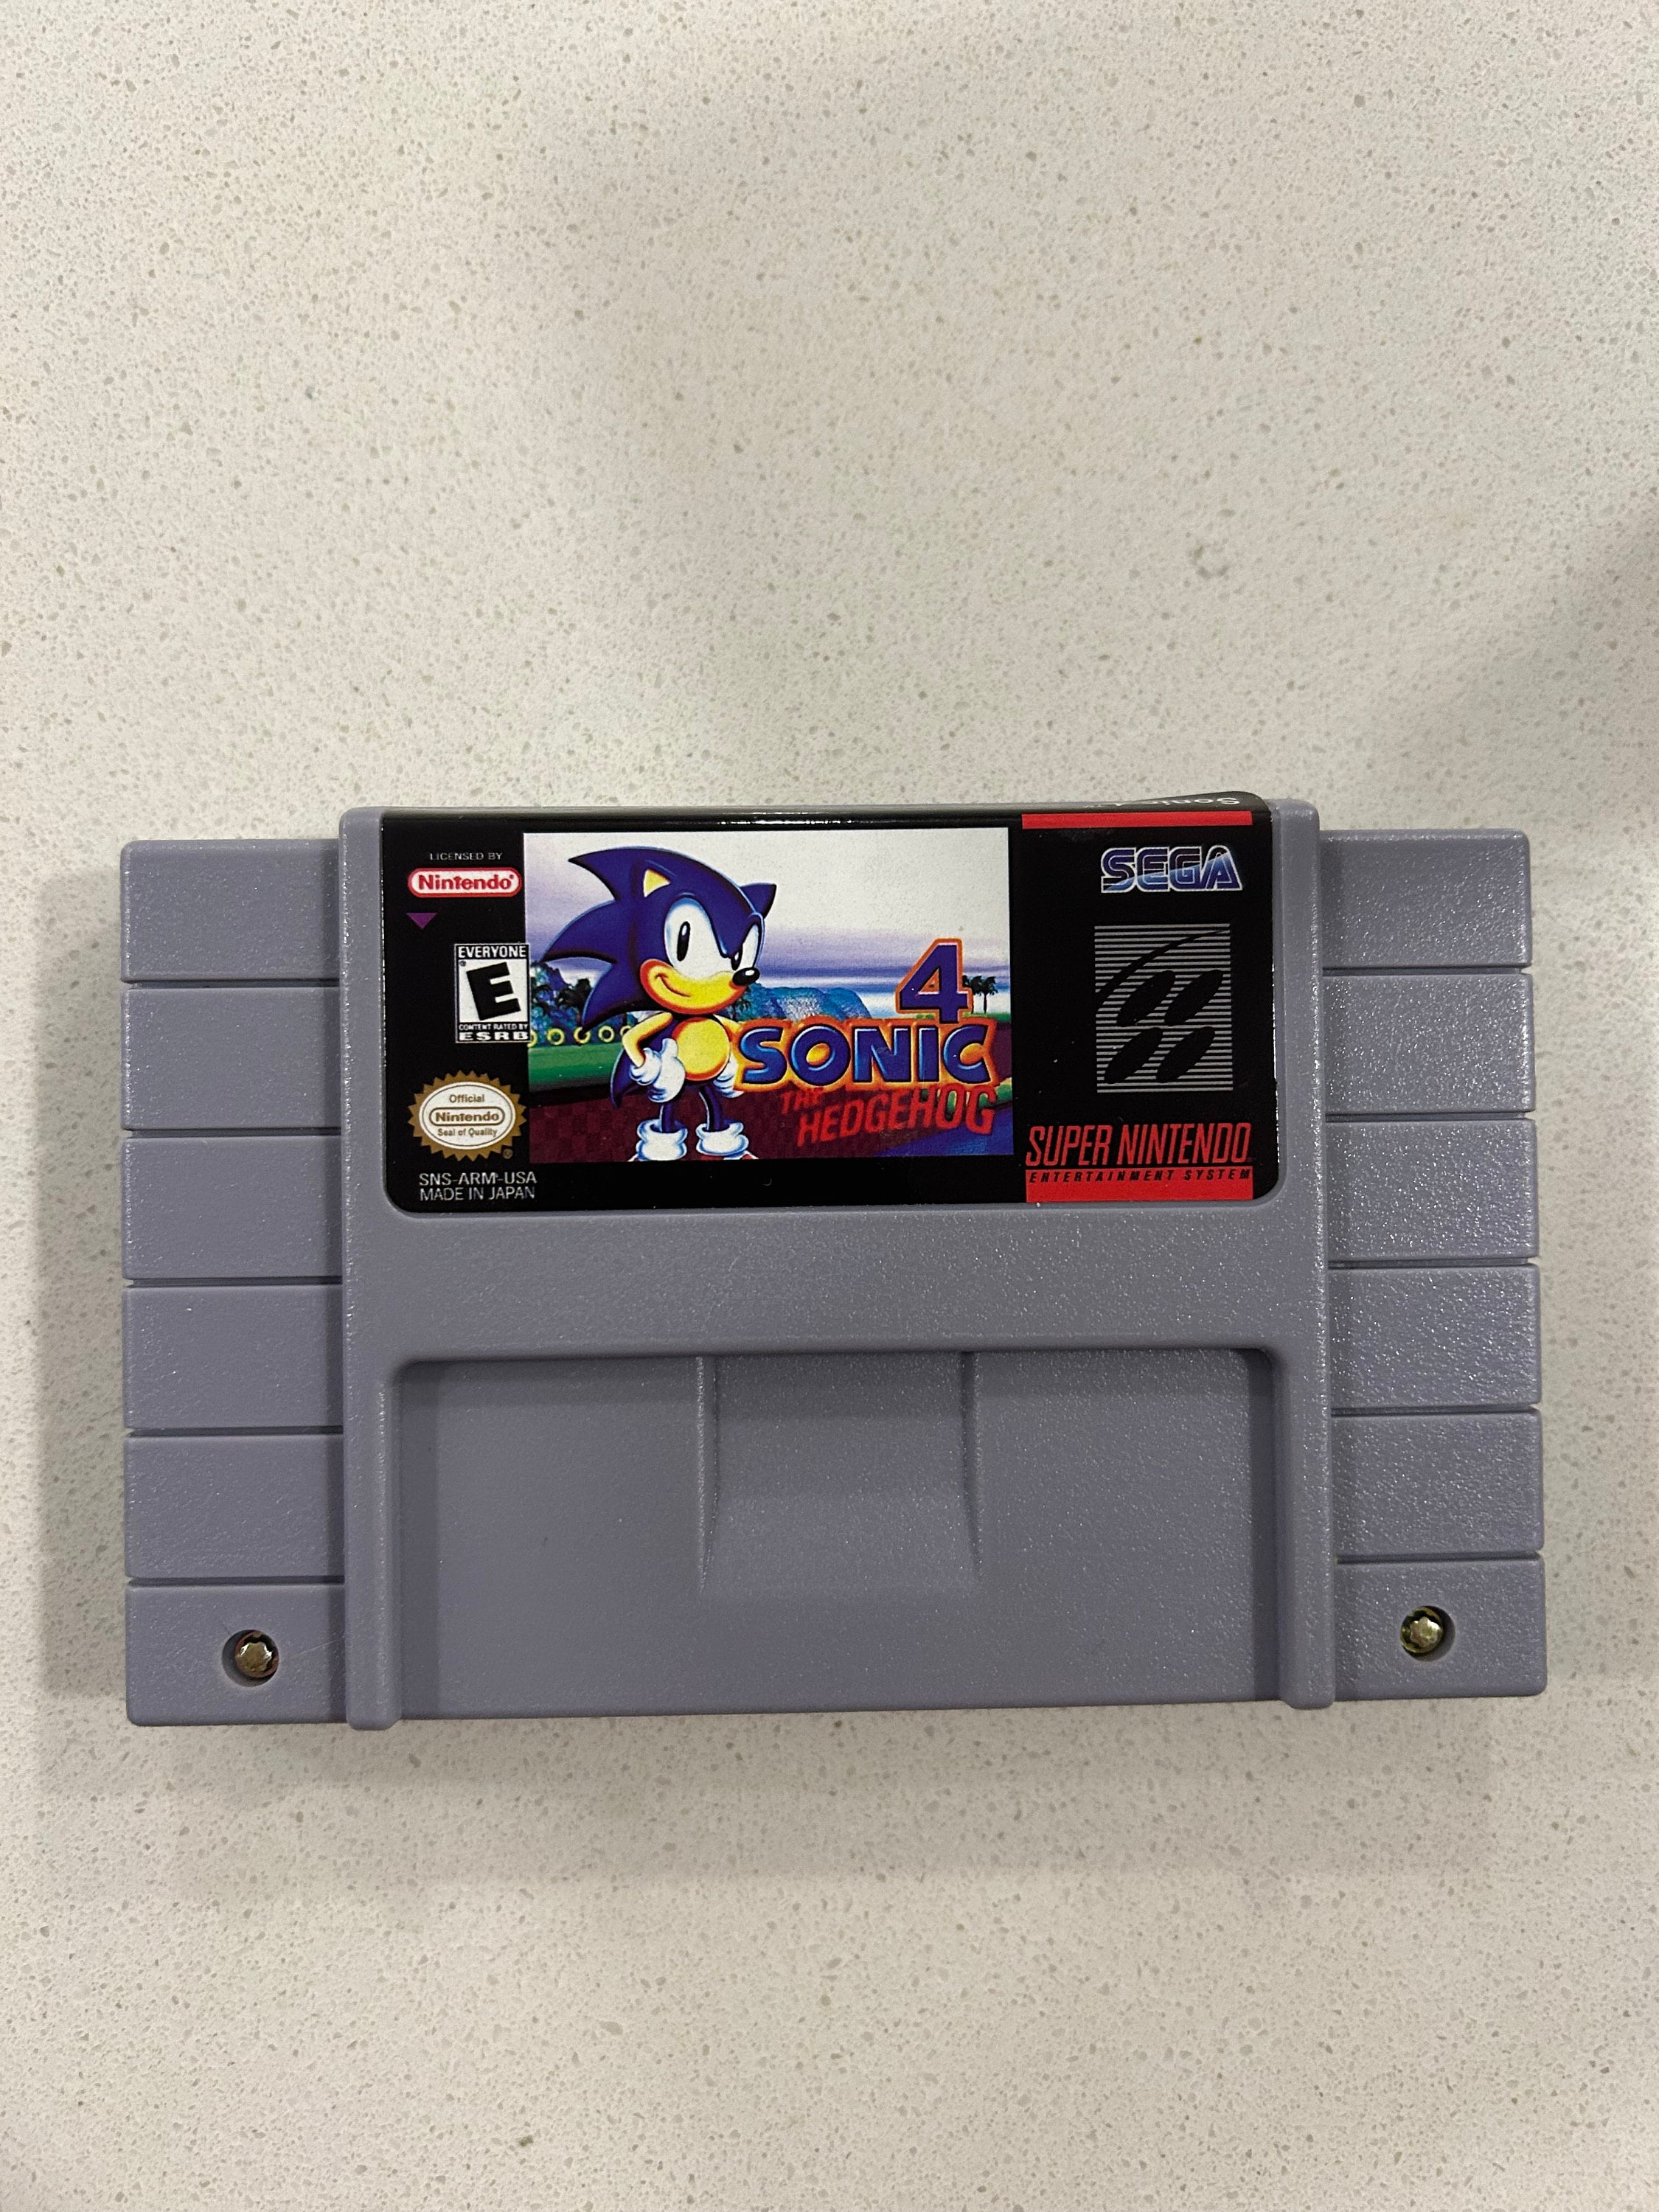 LICENSED BY
Nintendo®
EVERYONE
E
CONTENT RATED BY
ESRB
Official
Nintendo
Seal of Quality
SNS-ARM-USA
MADE IN JAPAN
4
SONIC
THE
HEDGEHOG
SEGA
SUPER NINTENDO
ENTERTAINMENT SYSTEM